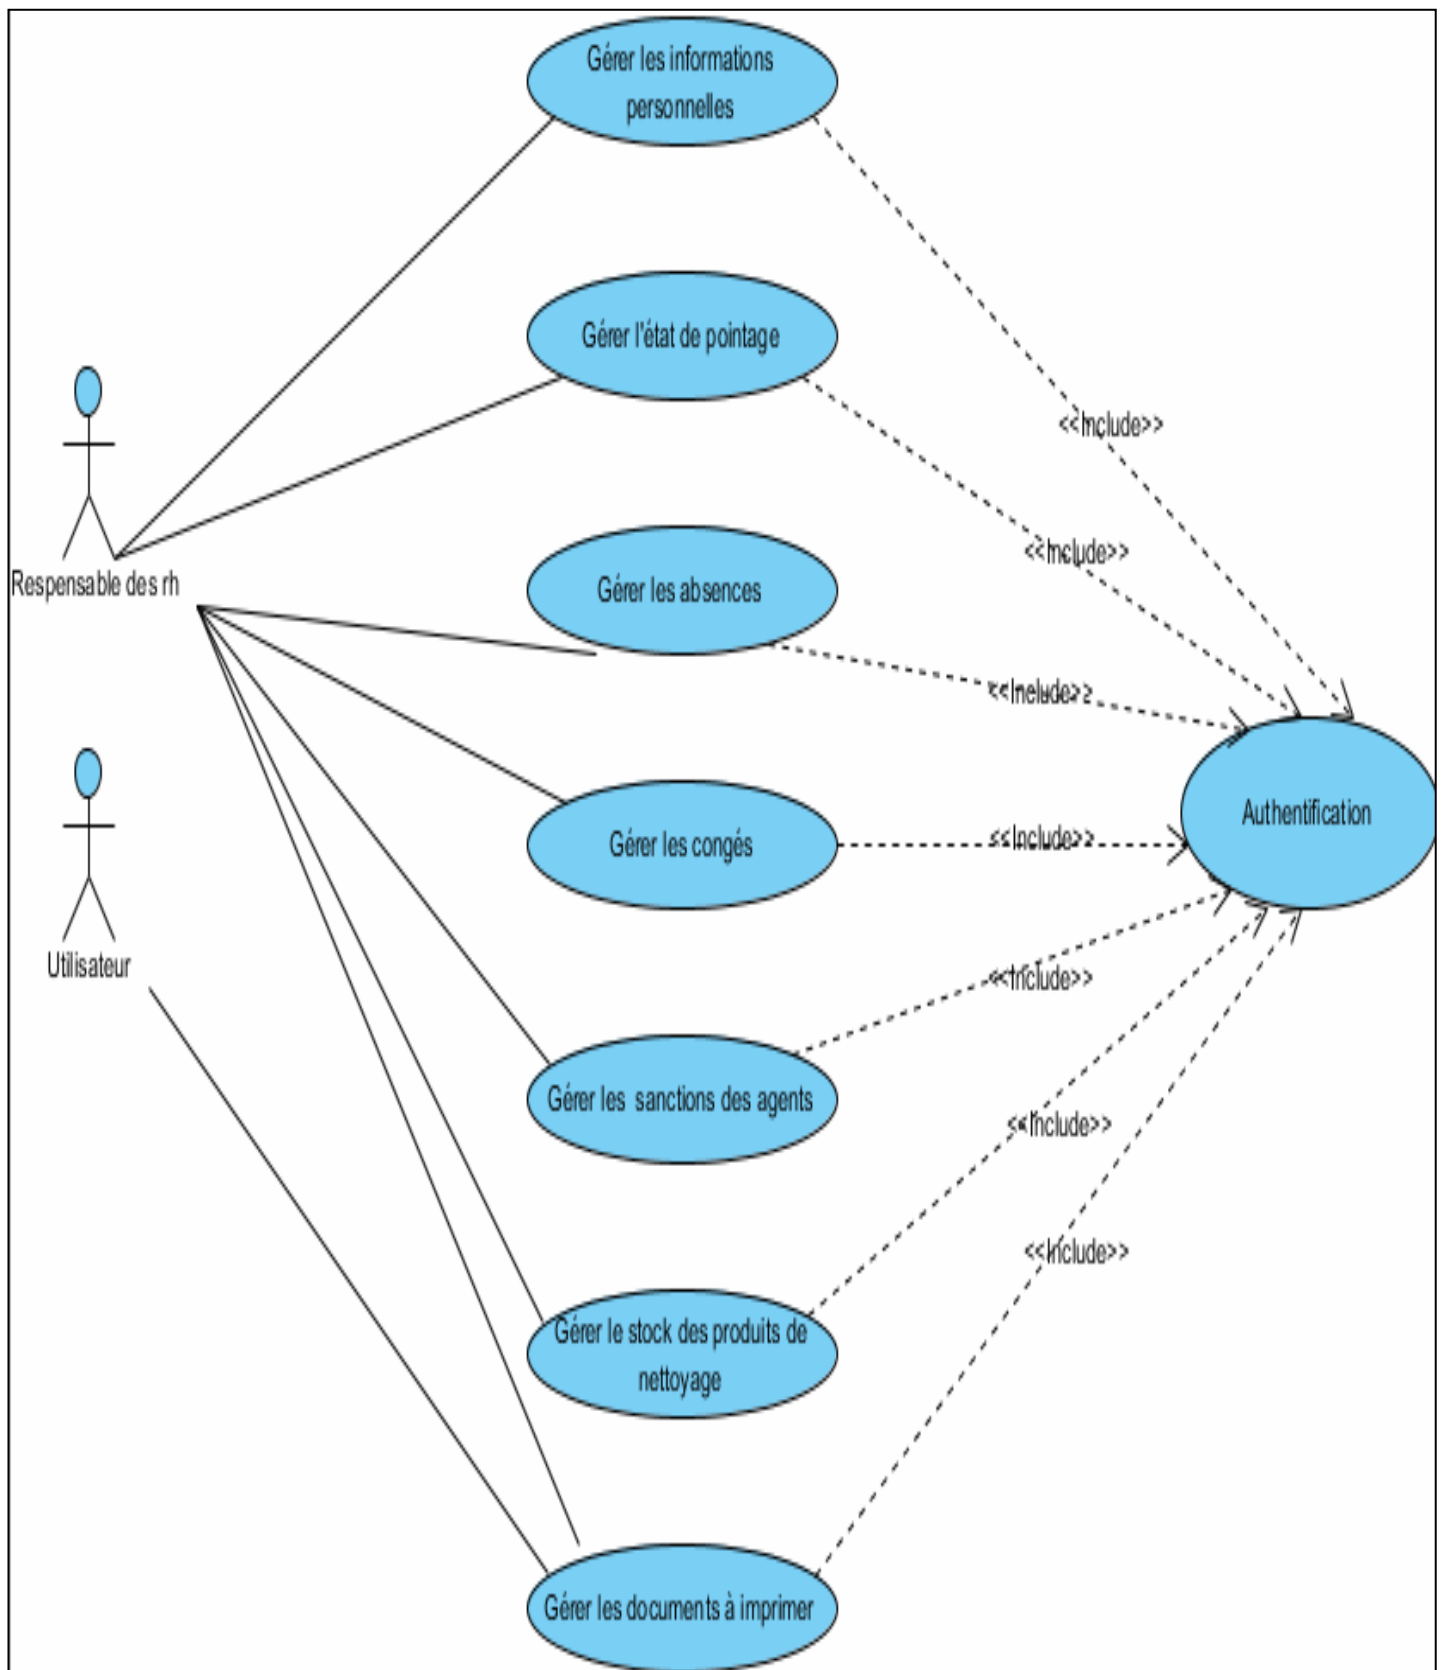 Gérer les informations
personnelles
Gérer l'état de pointage
<<Include>>
<<Include>>
Respensable des rh
Gérer les absences
<<Include>>
Authentification
Gérer les congés
<<Include>>
Utilisateur
<<Include>>
Gérer les sanctions des agents
<<Include>>
<<Include>>
Gérer le stock des produits de
nettoyage
Gérer les documents à imprimer